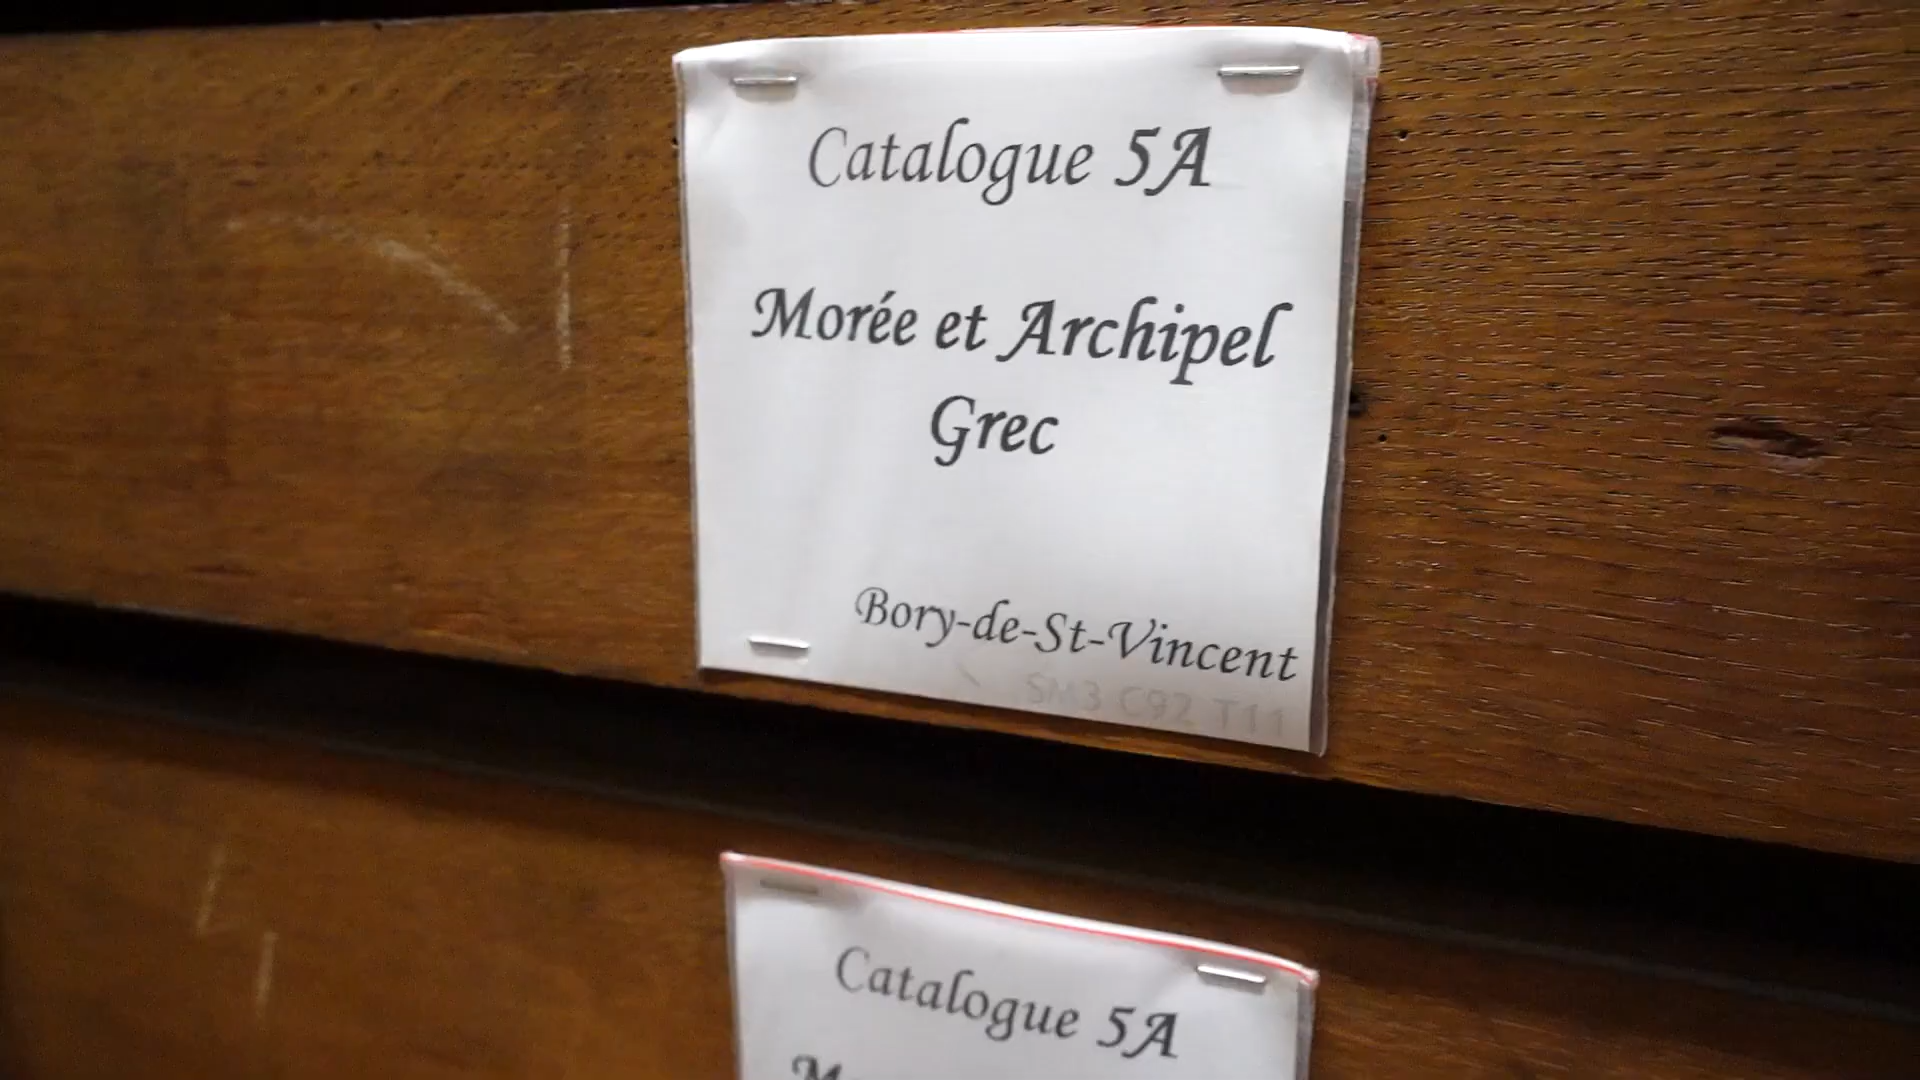 Catalogue 5A
Morée et Archipel
Grec
Bory-de-St-Vincent
SM3 C92 T11
Catalogue 5A